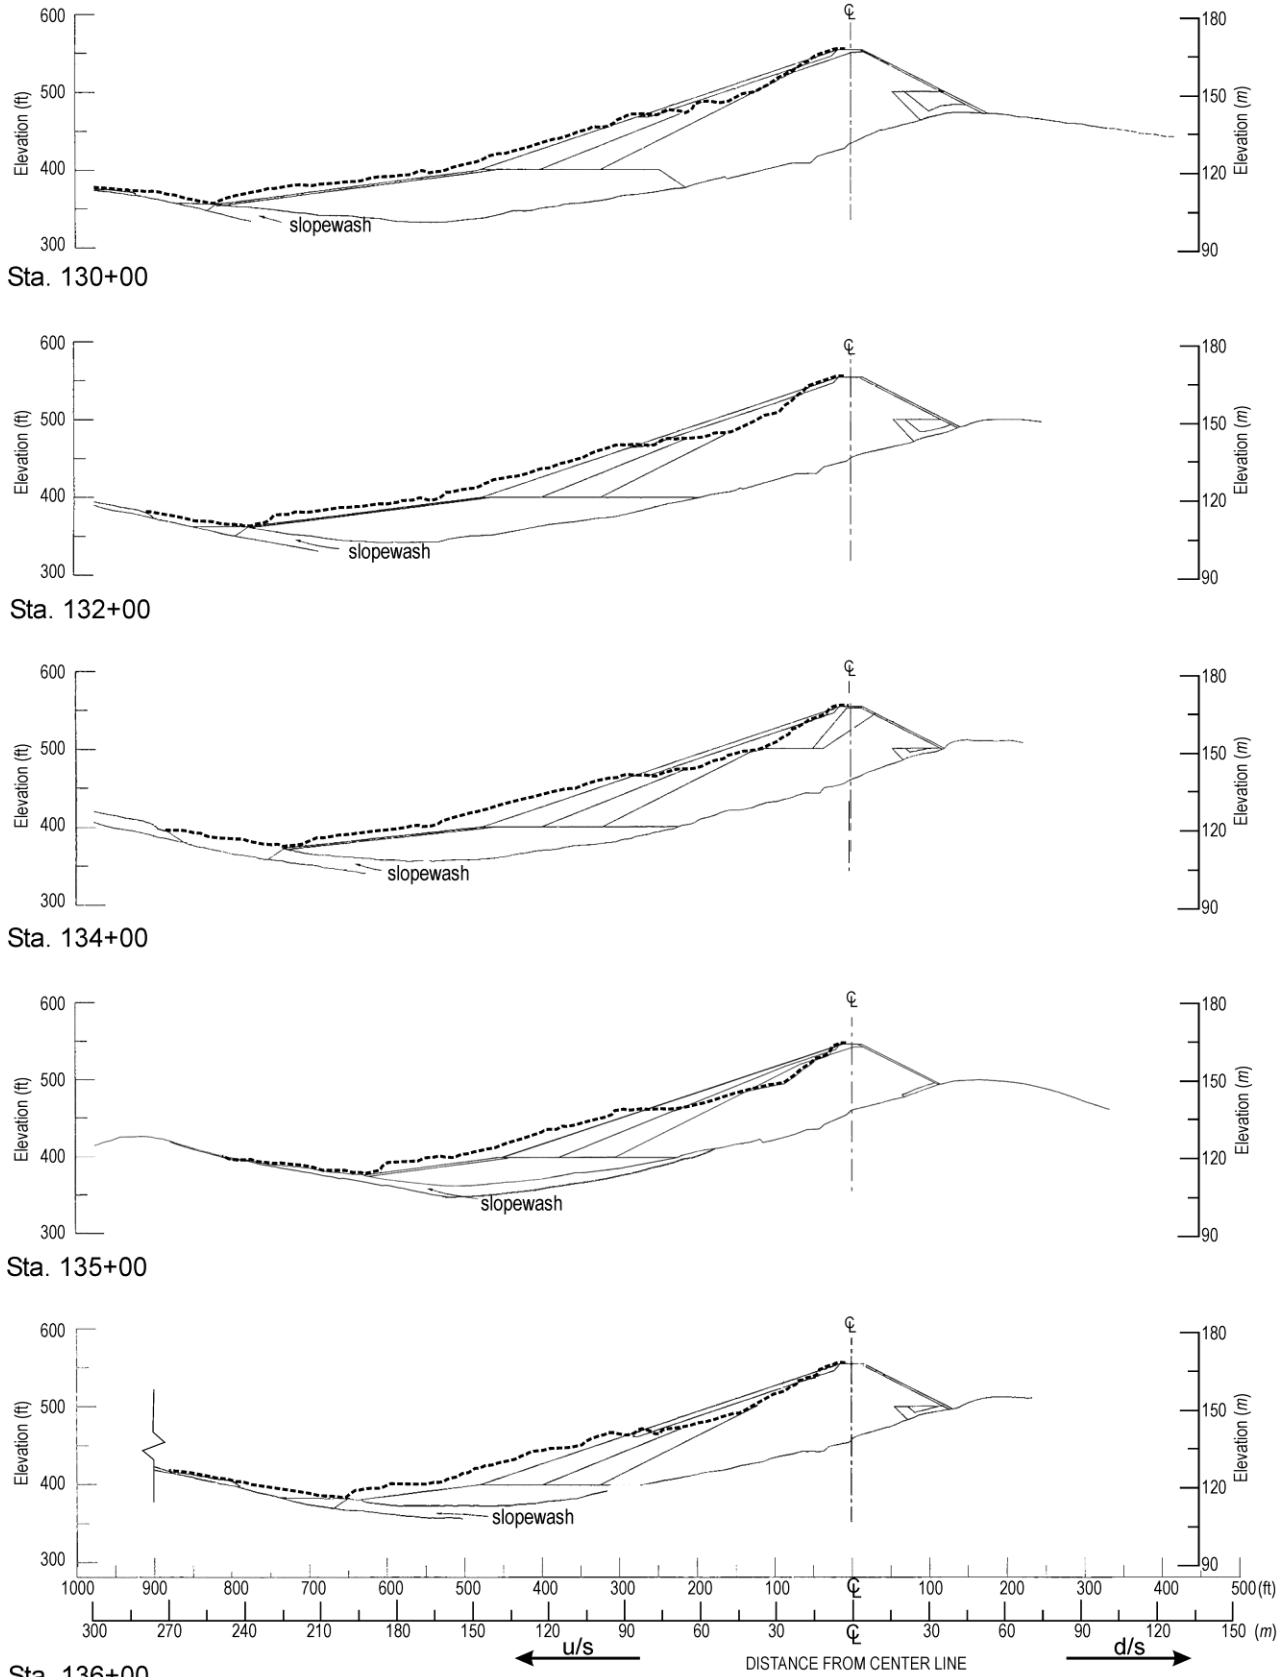 600
500
400
300
Elevation (ft)
℄
180
150
120
90
Elevation (m)
slopewash
Sta. 130+00
600
500
400
300
Elevation (ft)
℄
180
150
120
90
Elevation (m)
slopewash
Sta. 132+00
600
500
400
300
Elevation (ft)
℄
180
150
120
90
Elevation (m)
slopewash
Sta. 134+00
600
500
400
300
Elevation (ft)
℄
180
150
120
90
Elevation (m)
slopewash
Sta. 135+00
600
500
400
300
Elevation (ft)
℄
180
150
120
90
Elevation (m)
slopewash
1000 900 800 700 600 500 400 300 200 100 ℄ 100 200 300 400 500 (ft)
300 270 240 210 180 150 120 90 60 30 ℄ 30 60 90 120 150 (m)
u/s d/s
DISTANCE FROM CENTER LINE
Sta. 136+00